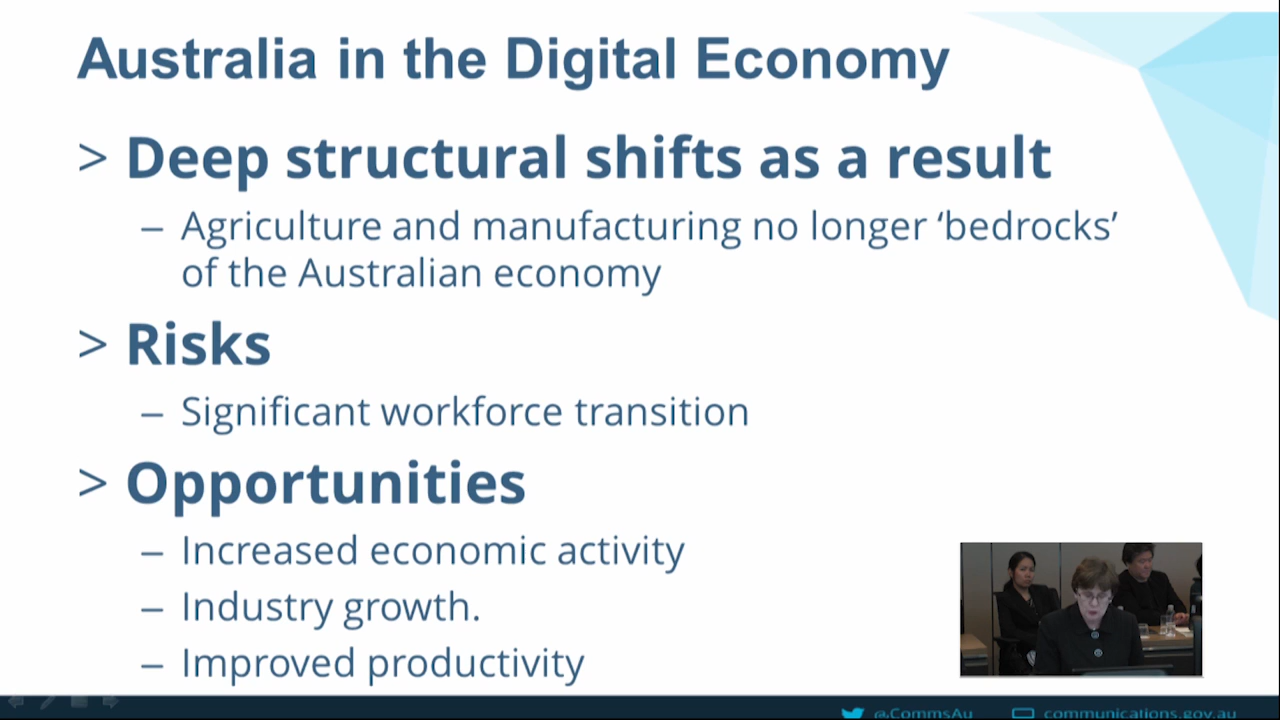 Australia in the Digital Economy
> Deep structural shifts as a result
– Agriculture and manufacturing no longer ‘bedrocks’
of the Australian economy
> Risks
– Significant workforce transition
> Opportunities
– Increased economic activity
– Industry growth.
– Improved productivity
@CommsAu communications.gov.au